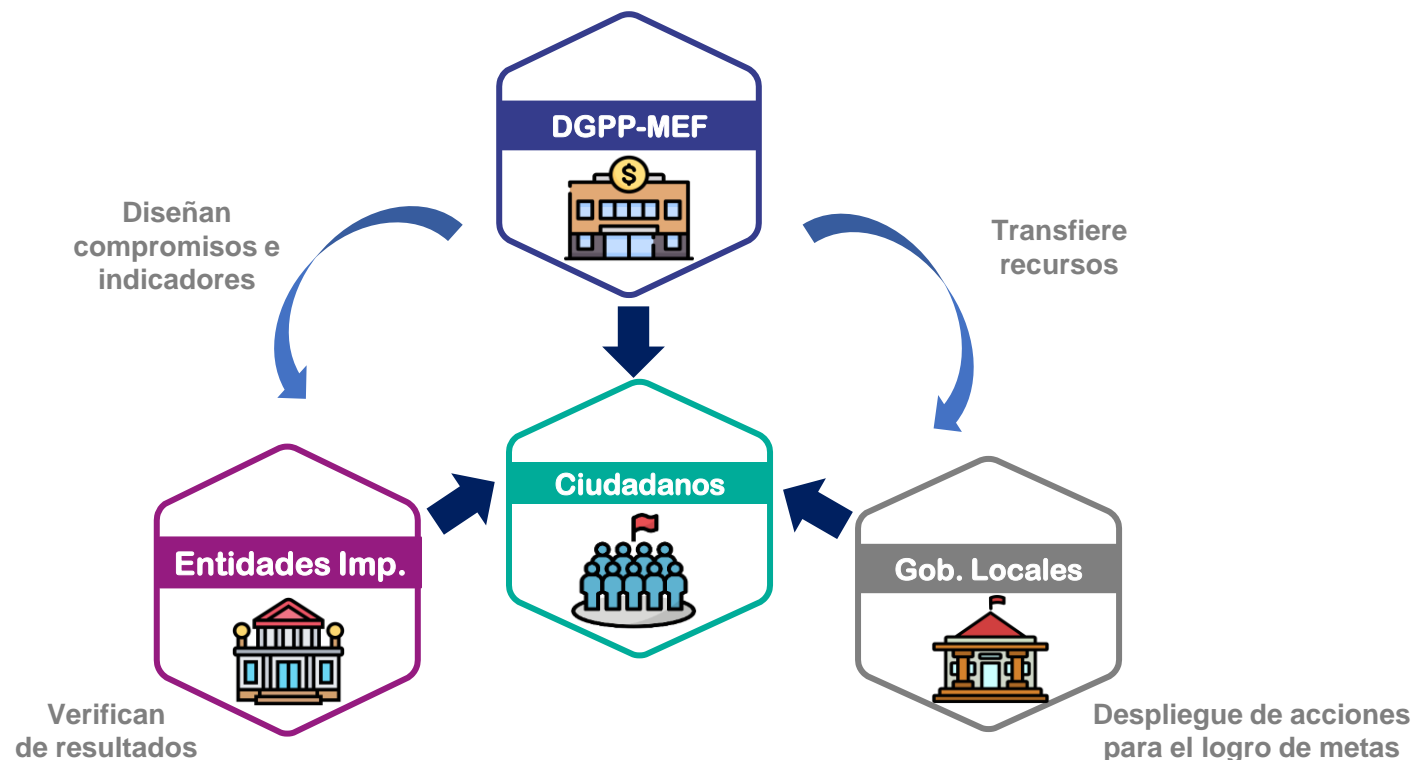 DGPP-MEF
$
Diseñan
compromisos e
indicadores
Transfiere
recursos
Ciudadanos
Entidades Imp.
Gob. Locales
Verifican
de resultados
Despliegue de acciones
para el logro de metas